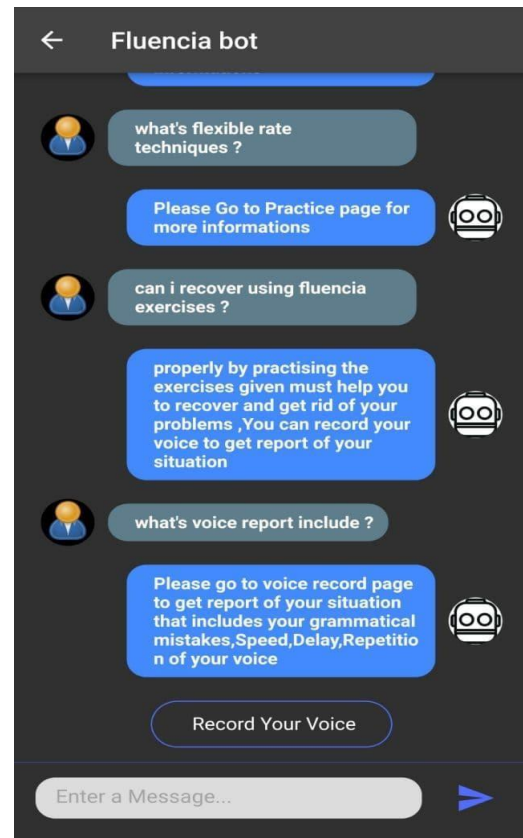 Fluencia bot
what's flexible rate
techniques ?
Please Go to Practice page for
more informations
can i recover using fluencia
exercises ?
properly by practising the
exercises given must help you
to recover and get rid of your
problems ,You can record your
voice to get report of your
situation
what's voice report include ?
Please go to voice record page
to get report of your situation
that includes your grammatical
mistakes,Speed,Delay,Repetitio
n of your voice
Record Your Voice
Enter a Message...